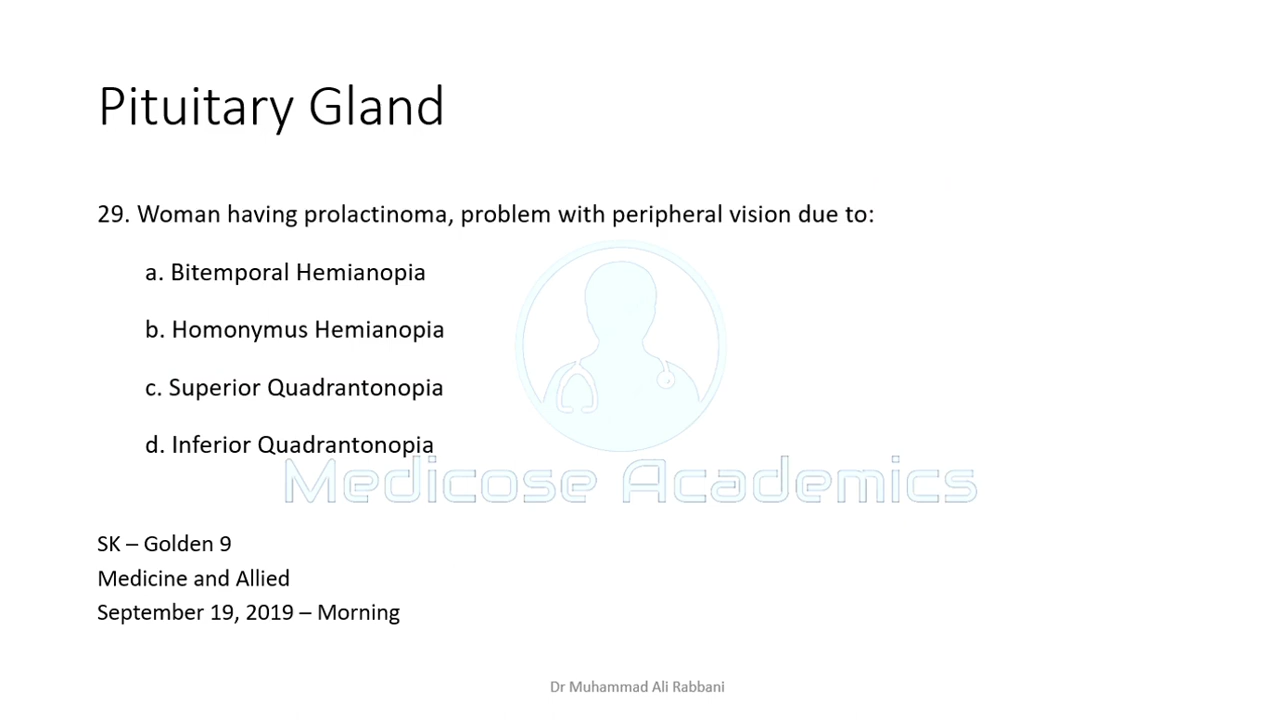 Pituitary Gland
29. Woman having prolactinoma, problem with peripheral vision due to:
a. Bitemporal Hemianopia
b. Homonymus Hemianopia
c. Superior Quadrantonopia
d. Inferior Quadrantonopia
Medicose Academics
SK – Golden 9
Medicine and Allied
September 19, 2019 – Morning
Dr Muhammad Ali Rabbani